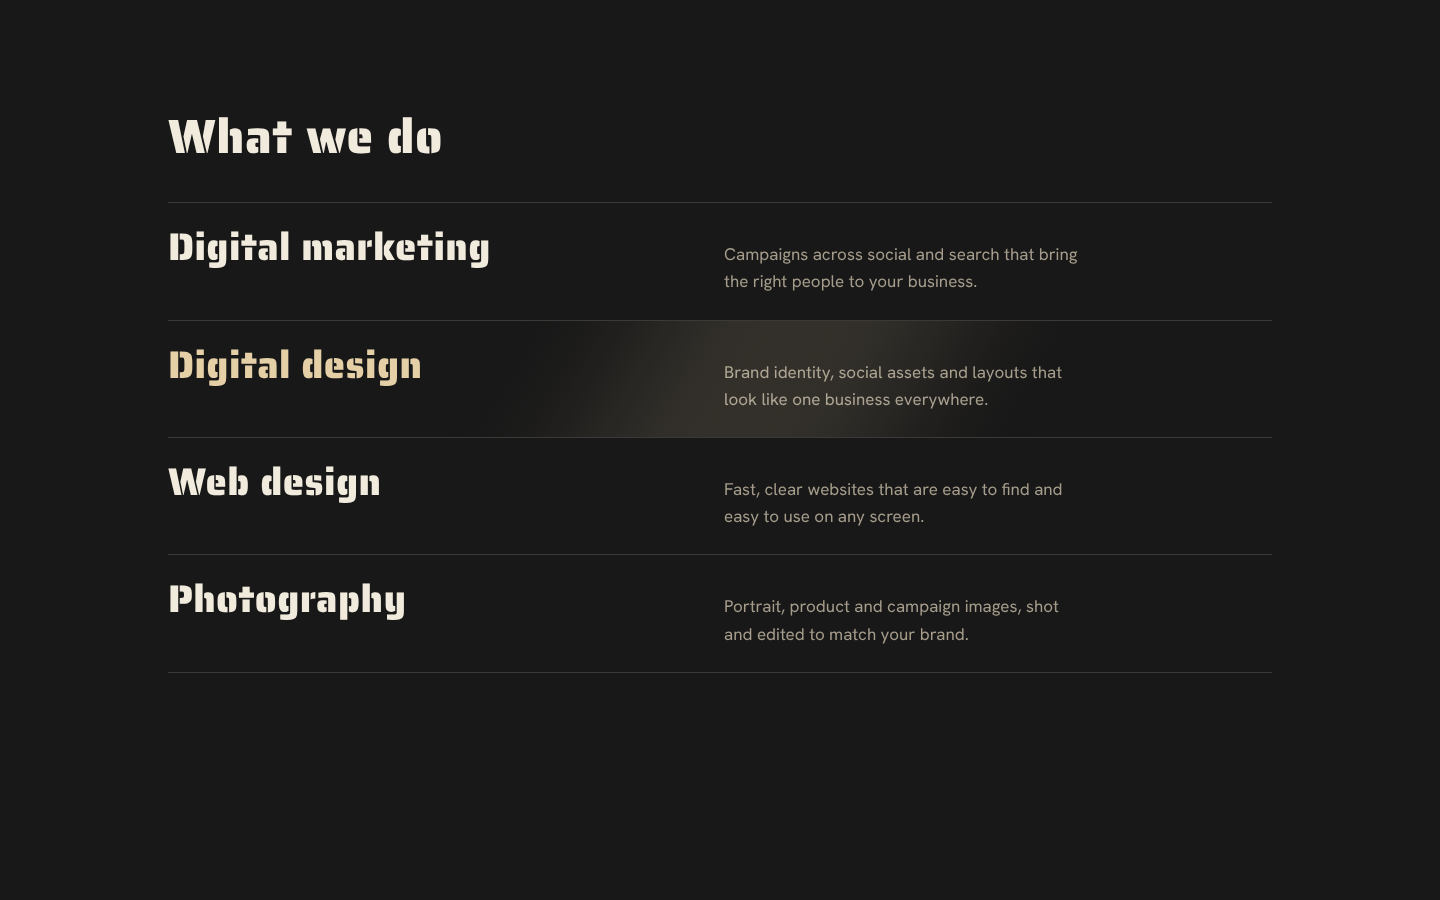 What we do
Digital marketing
Campaigns across social and search that bring
the right people to your business.
Digital design
Brand identity, social assets and layouts that
look like one business everywhere.
Web design
Fast, clear websites that are easy to find and
easy to use on any screen.
Photography
Portrait, product and campaign images, shot
and edited to match your brand.